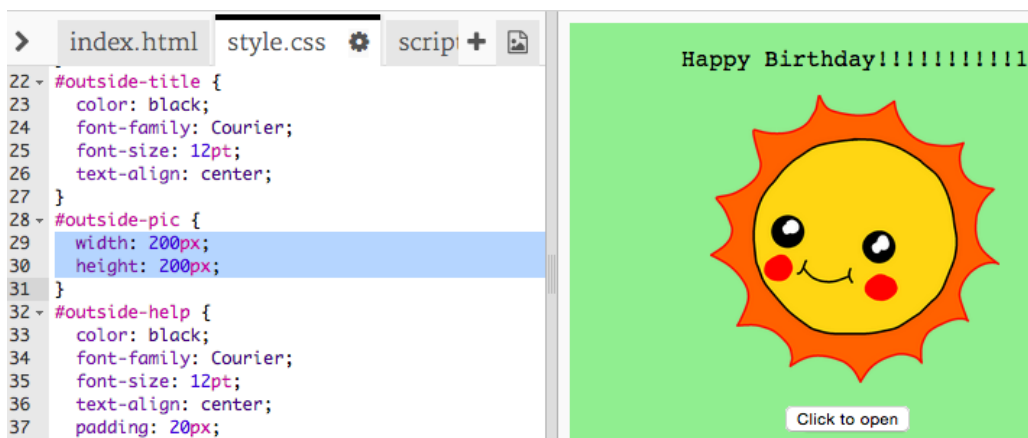 index.html style.css script
22 #outside-title {
23 color: black;
24 font-family: Courier;
25 font-size: 12pt;
26 text-align: center;
27 }
28 #outside-pic {
29 width: 200px;
30 height: 200px;
31 }
32 #outside-help {
33 color: black;
34 font-family: Courier;
35 font-size: 12pt;
36 text-align: center;
37 padding: 20px;
Happy Birthday!!!!!!!!!!!1
Click to open